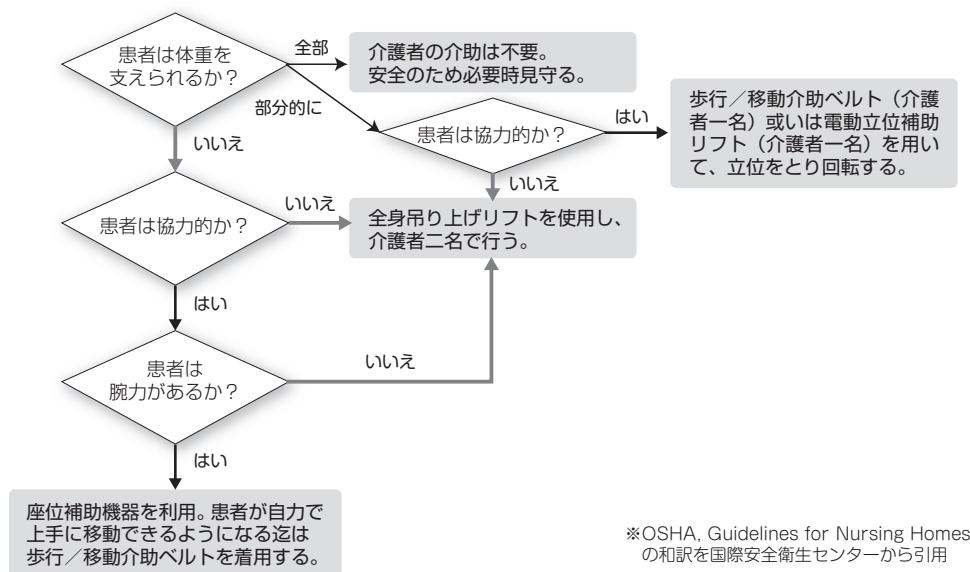 患者は体重を
支えられるか？
全部
介護者の介助は不要。
安全のため必要時見守る。
部分的に
患者は協力的か？
はい
歩行／移動介助ベルト（介護
者一名）或いは電動立位補助
リフト（介護者一名）を用い
て、立位をとり回転する。
いいえ
いいえ
患者は協力的か？
いいえ
全身吊り上げリフトを使用し、
介護者二名で行う。
はい
患者は
腕力があるか？
いいえ
はい
座位補助機器を利用。患者が自力で
上手に移動できるようになる迄は
歩行／移動介助ベルトを着用する。
※OSHA, Guidelines for Nursing Homes
の和訳を国際安全衛生センターから引用